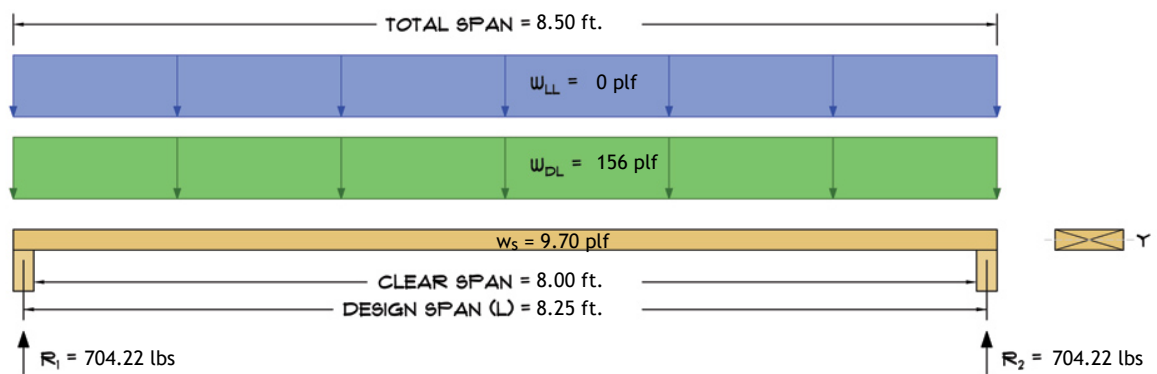 TOTAL SPAN = 8.50 ft.
WLL = 0 plf
WDL = 156 plf
ws = 9.70 plf
Y
CLEAR SPAN = 8.00 ft.
DESIGN SPAN (L) = 8.25 ft.
R1 = 704.22 lbs
R2 = 704.22 lbs